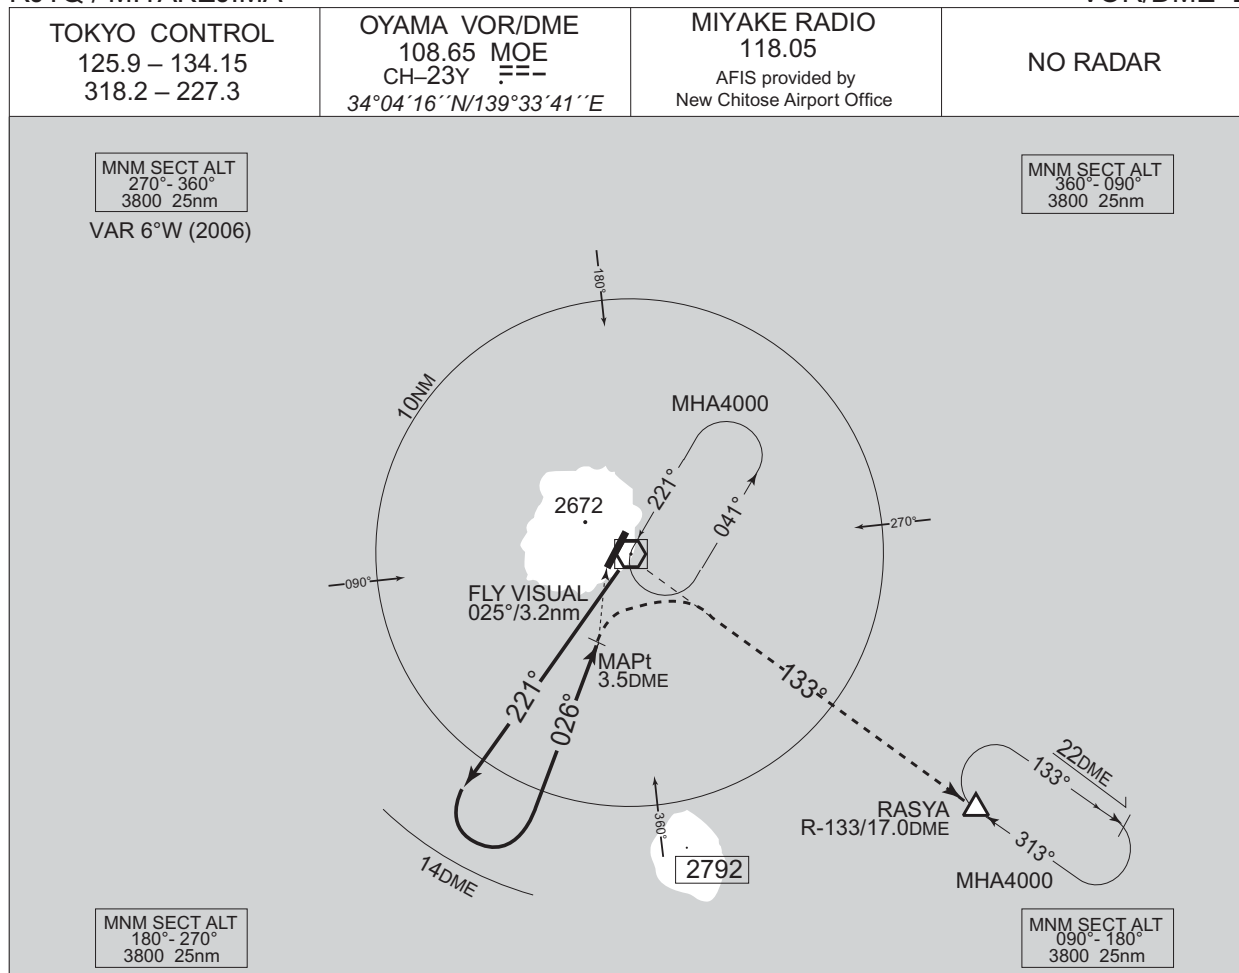 TOKYO CONTROL
125.9 – 134.15
318.2 – 227.3
OYAMA VOR/DME
108.65 MOE
CH–23Y
34°04´16´´N/139°33´41´´E
MIYAKE RADIO
118.05
AFIS provided by
New Chitose Airport Office
NO RADAR
MNM SECT ALT
270°- 360°
3800 25nm
VAR 6°W (2006)
MNM SECT ALT
360°- 090°
3800 25nm
180°
10NM
MHA4000
221°
041°
2672
270°
090°
FLY VISUAL
025°/3.2nm
MAPt
3.5DME
221°
026°
133°
22DME
133°
RASYA
R-133/17.0DME
313°
MHA4000
360°
2792
14DME
MNM SECT ALT
180°- 270°
3800 25nm
MNM SECT ALT
090°- 180°
3800 25nm